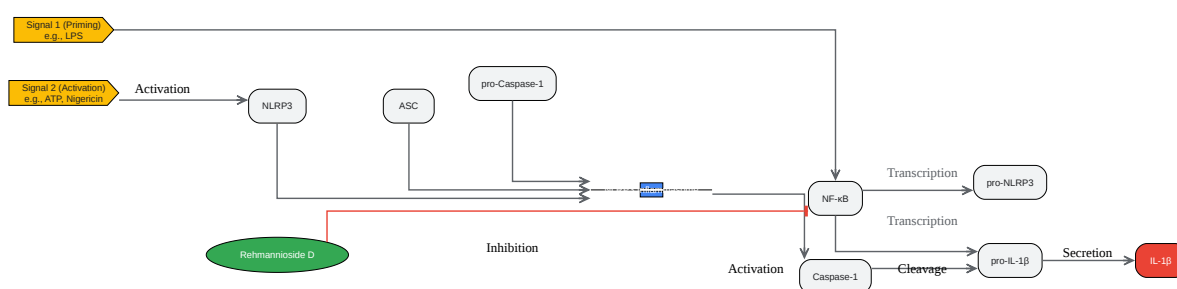 Signal 1 (Priming)
e.g., LPS
Signal 2 (Activation)
e.g., ATP, Nigericin
Activation
NLRP3
ASC
pro-Caspase-1
NF-κB
Transcription
pro-NLRP3
Transcription
Rehmannioside D
Inhibition
Activation
Caspase-1
Cleavage
pro-IL-1β
Secretion
IL-1β